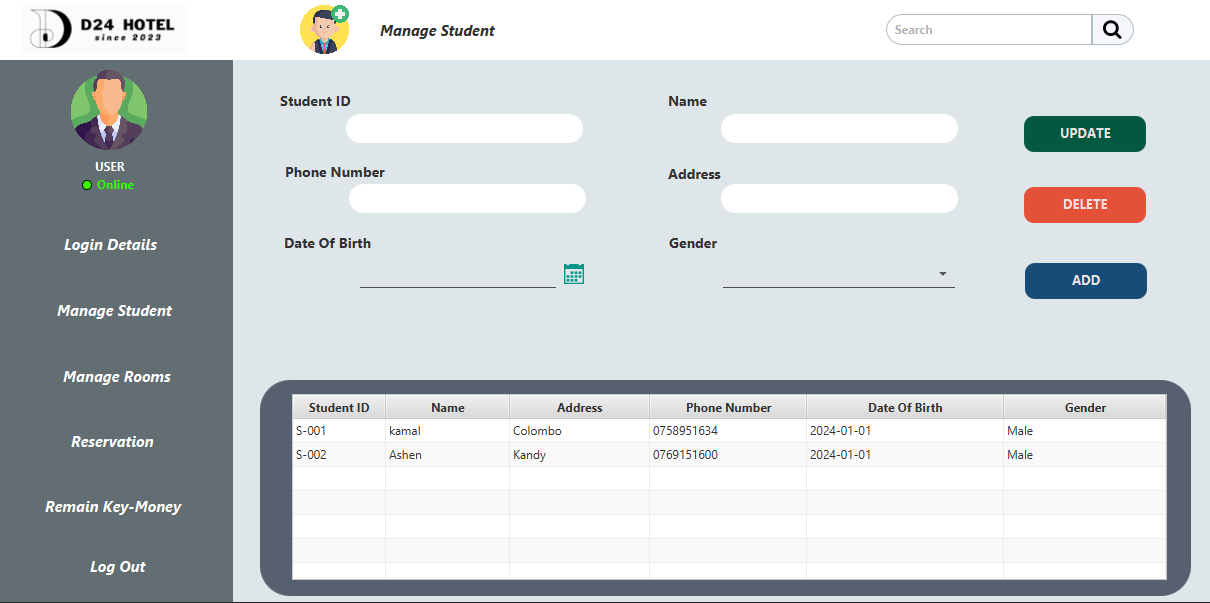 D24 HOTEL
since 2023
Manage Student
Search
USER
Online
Login Details
Manage Student
Manage Rooms
Reservation
Remain Key-Money
Log Out
Student ID
Name
UPDATE
Phone Number
Address
DELETE
Date Of Birth
Gender
ADD
Student ID Name Address Phone Number Date Of Birth Gender
S-001 kamal Colombo 0758951634 2024-01-01 Male
S-002 Ashen Kandy 0769151600 2024-01-01 Male